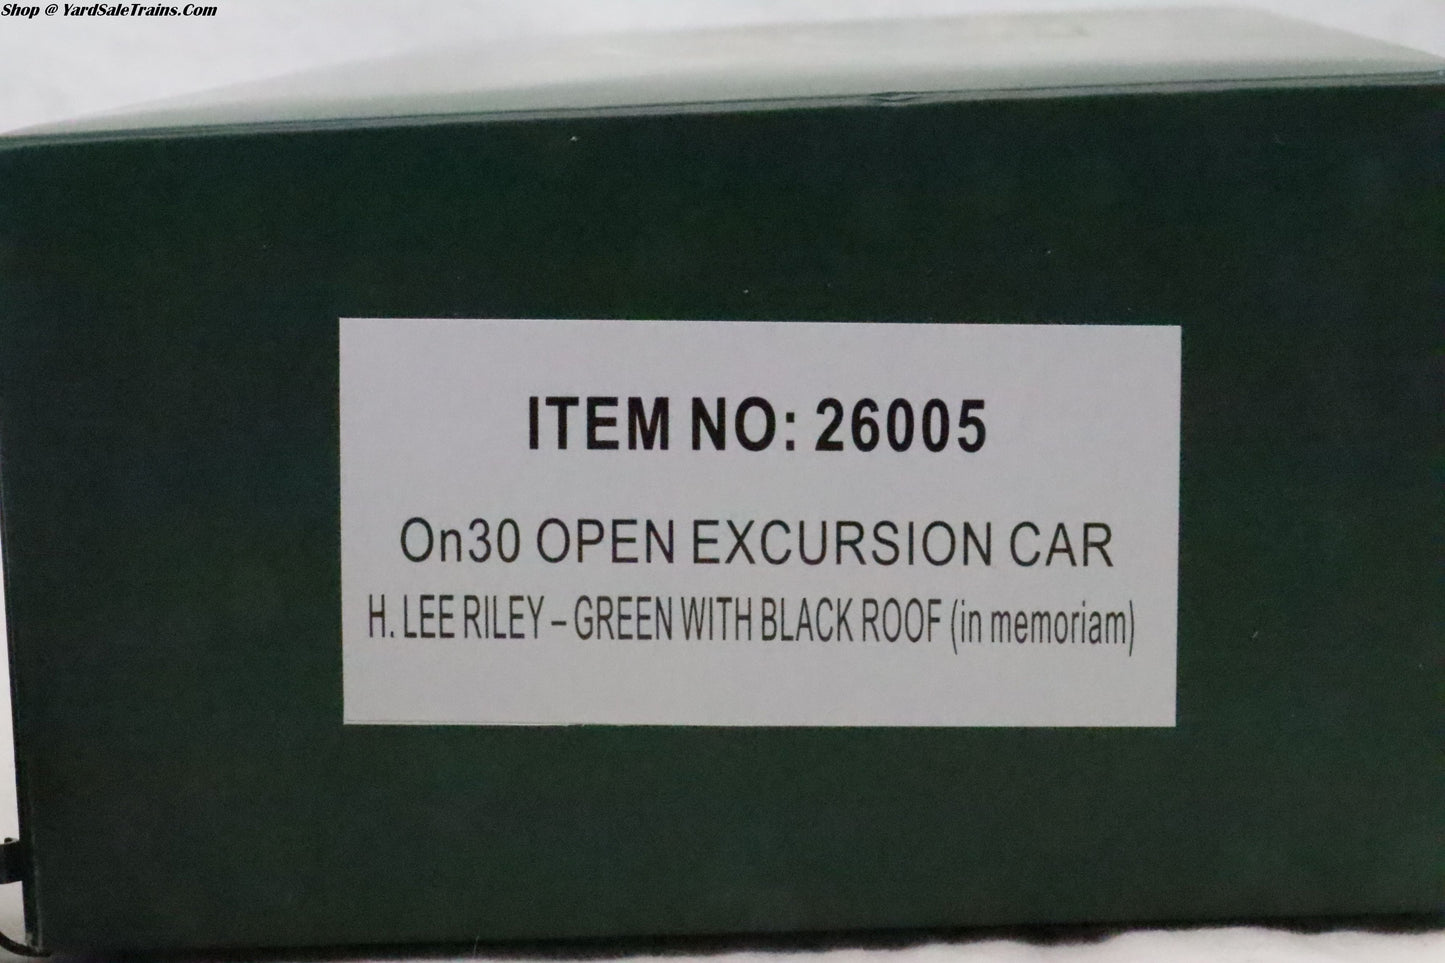 Shop @ YardSaleTrains.Com
ITEM NO: 26005
On30 OPEN EXCURSION CAR
H. LEE RILEY – GREEN WITH BLACK ROOF (in memoriam)